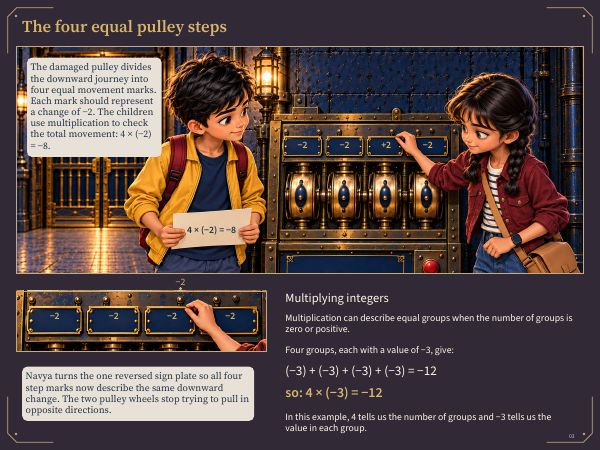 The four equal pulley steps
The damaged pulley divides
the downward journey into
four equal movement marks.
Each mark should represent
a change of −2. The children
use multiplication to check
the total movement: 4 × (−2)
= −8.
−2 −2 +2 −2
4 × (−2) = −8
−2
−2 −2 −2 −2
Navya turns the one reversed sign plate so all four
step marks now describe the same downward
change. The two pulley wheels stop trying to pull in
opposite directions.
Multiplying integers
Multiplication can describe equal groups when the number of groups is
zero or positive.
Four groups, each with a value of −3, give:
(−3) + (−3) + (−3) + (−3) = −12
so: 4 × (−3) = −12
In this example, 4 tells us the number of groups and −3 tells us the
value in each group.